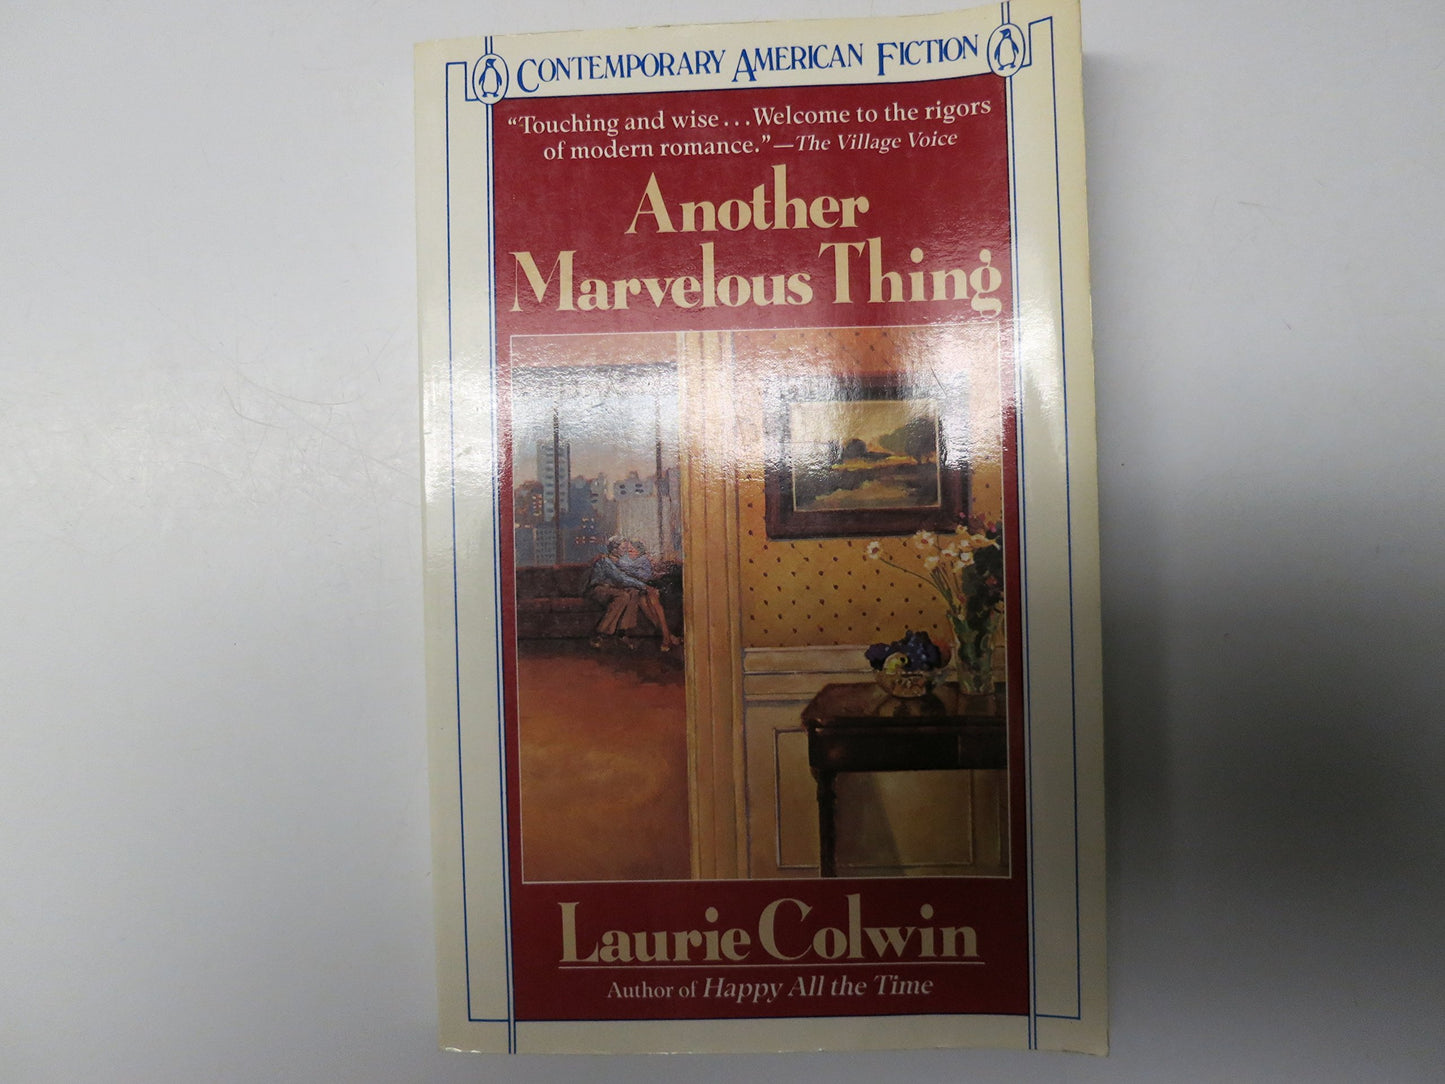 CONTEMPORARY AMERICAN FICTION
“Touching and wise...Welcome to the rigors
of modern romance.”—The Village Voice
Another
Marvelous Thing
Laurie Colwin
Author of Happy All the Time